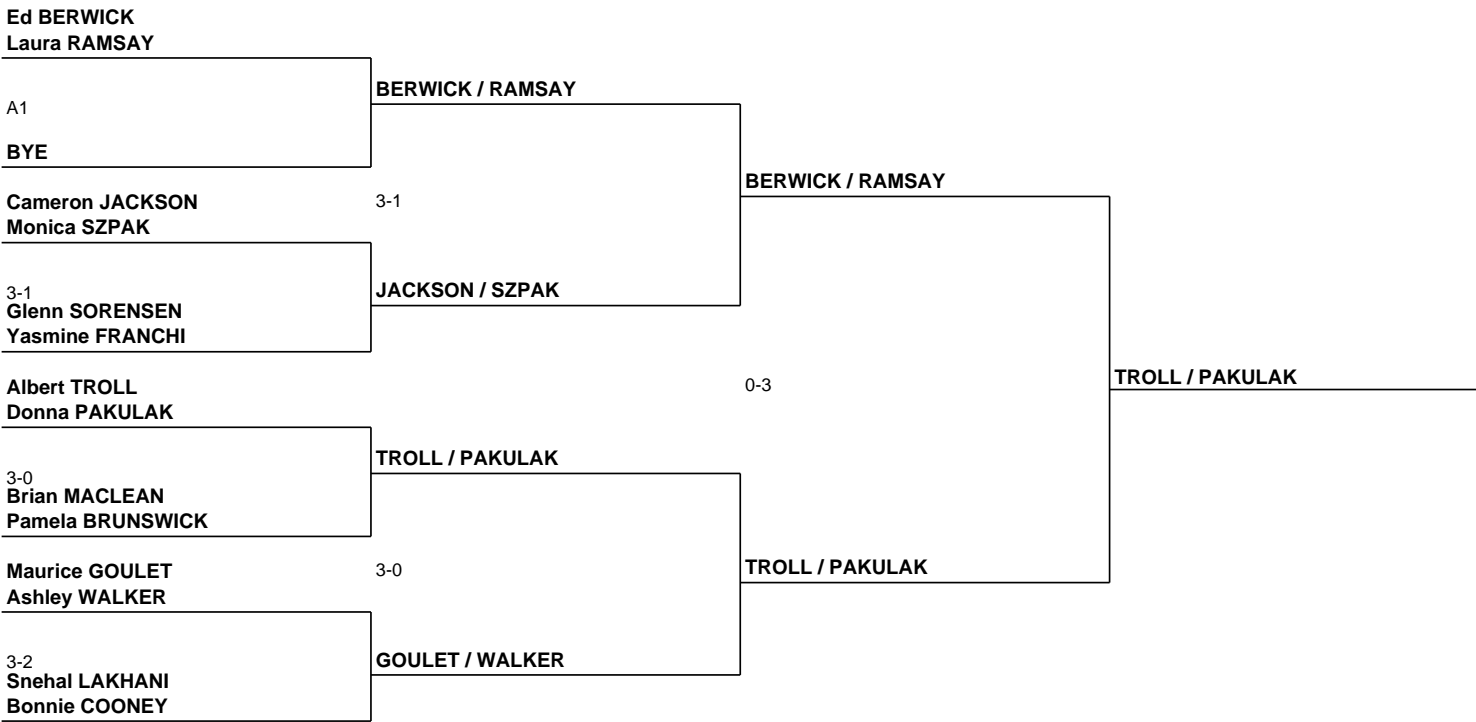 Ed BERWICK
Laura RAMSAY
BERWICK / RAMSAY
A1
BYE
BERWICK / RAMSAY
Cameron JACKSON
3-1
Monica SZPAK
3-1
JACKSON / SZPAK
Glenn SORENSEN
Yasmine FRANCHI
Albert TROLL
0-3
TROLL / PAKULAK
Donna PAKULAK
TROLL / PAKULAK
3-0
Brian MACLEAN
Pamela BRUNSWICK
Maurice GOULET
3-0
TROLL / PAKULAK
Ashley WALKER
3-2
GOULET / WALKER
Snehal LAKHANI
Bonnie COONEY